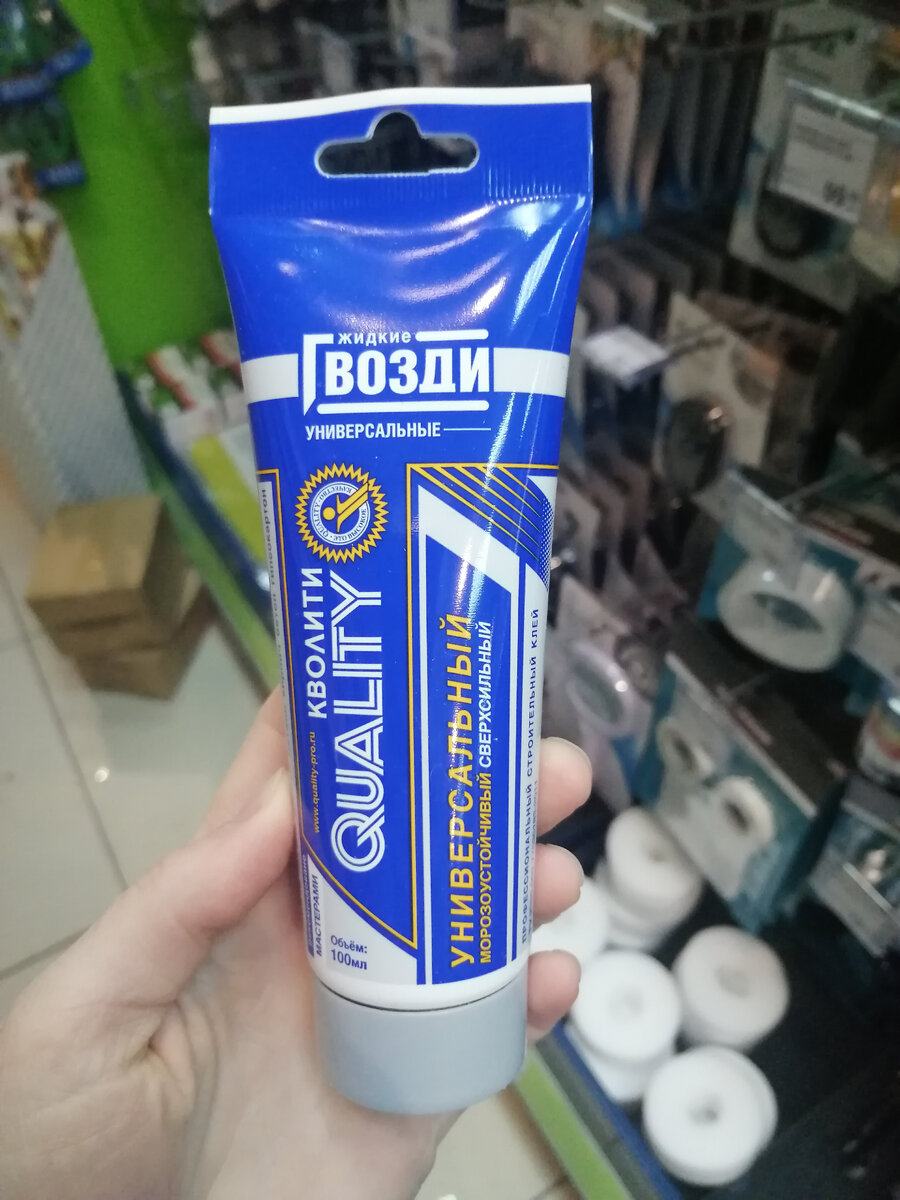 ЖИДКИЕ
ГВОЗДИ
УНИВЕРСАЛЬНЫЕ
КВОЛИТИ
QUALITY
www.quality-pro.ru
МАСТЕРАМИ
Объём:
100мл
УНИВЕРСАЛЬНЫЙ
МОРОЗОУСТОЙЧИВЫЙ СВЕРХСИЛЬНЫЙ
ПРОФЕССИОНАЛЬНЫЙ СТРОИТЕЛЬНЫЙ КЛЕЙ